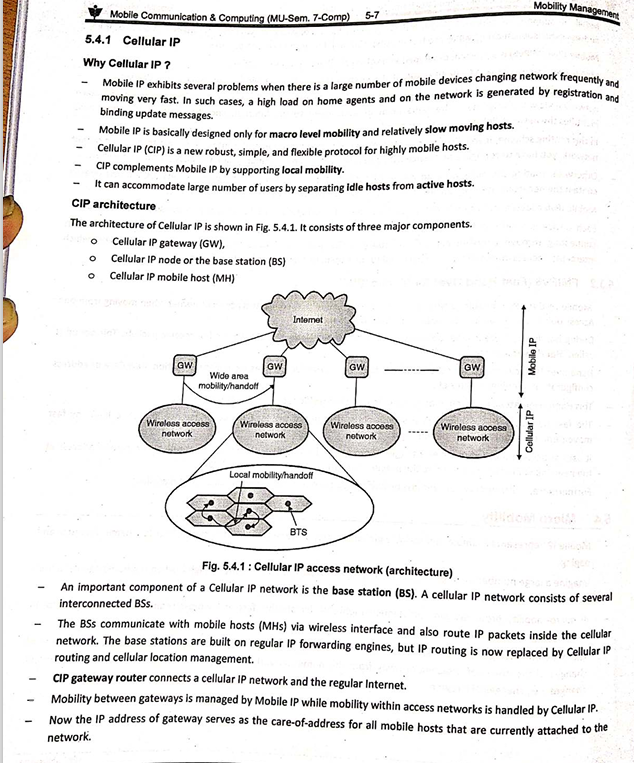 Mobile Communication & Computing (MU-Sem. 7-Comp) 5-7 Mobility Management
5.4.1 Cellular IP
Why Cellular IP ?
– Mobile IP exhibits several problems when there is a large number of mobile devices changing network frequently and
moving very fast. In such cases, a high load on home agents and on the network is generated by registration and
binding update messages.
– Mobile IP is basically designed only for macro level mobility and relatively slow moving hosts.
– Cellular IP (CIP) is a new robust, simple, and flexible protocol for highly mobile hosts.
– CIP complements Mobile IP by supporting local mobility.
– It can accommodate large number of users by separating idle hosts from active hosts.
CIP architecture
The architecture of Cellular IP is shown in Fig. 5.4.1. It consists of three major components.
o Cellular IP gateway (GW),
o Cellular IP node or the base station (BS)
o Cellular IP mobile host (MH)
Internet
GW
GW
GW
GW
Wide area
mobility/handoff
Mobile IP
Wireless access
network
Wireless access
network
Wireless access
network
Wireless access
network
Cellular IP
Local mobility/handoff
BTS
Fig. 5.4.1 : Cellular IP access network (architecture)
– An important component of a Cellular IP network is the base station (BS). A cellular IP network consists of several
interconnected BSs.
– The BSs communicate with mobile hosts (MHs) via wireless interface and also route IP packets inside the cellular
network. The base stations are built on regular IP forwarding engines, but IP routing is now replaced by Cellular IP
routing and cellular location management.
– CIP gateway router connects a cellular IP network and the regular Internet.
– Mobility between gateways is managed by Mobile IP while mobility within access networks is handled by Cellular IP.
– Now the IP address of gateway serves as the care-of-address for all mobile hosts that are currently attached to the
network.